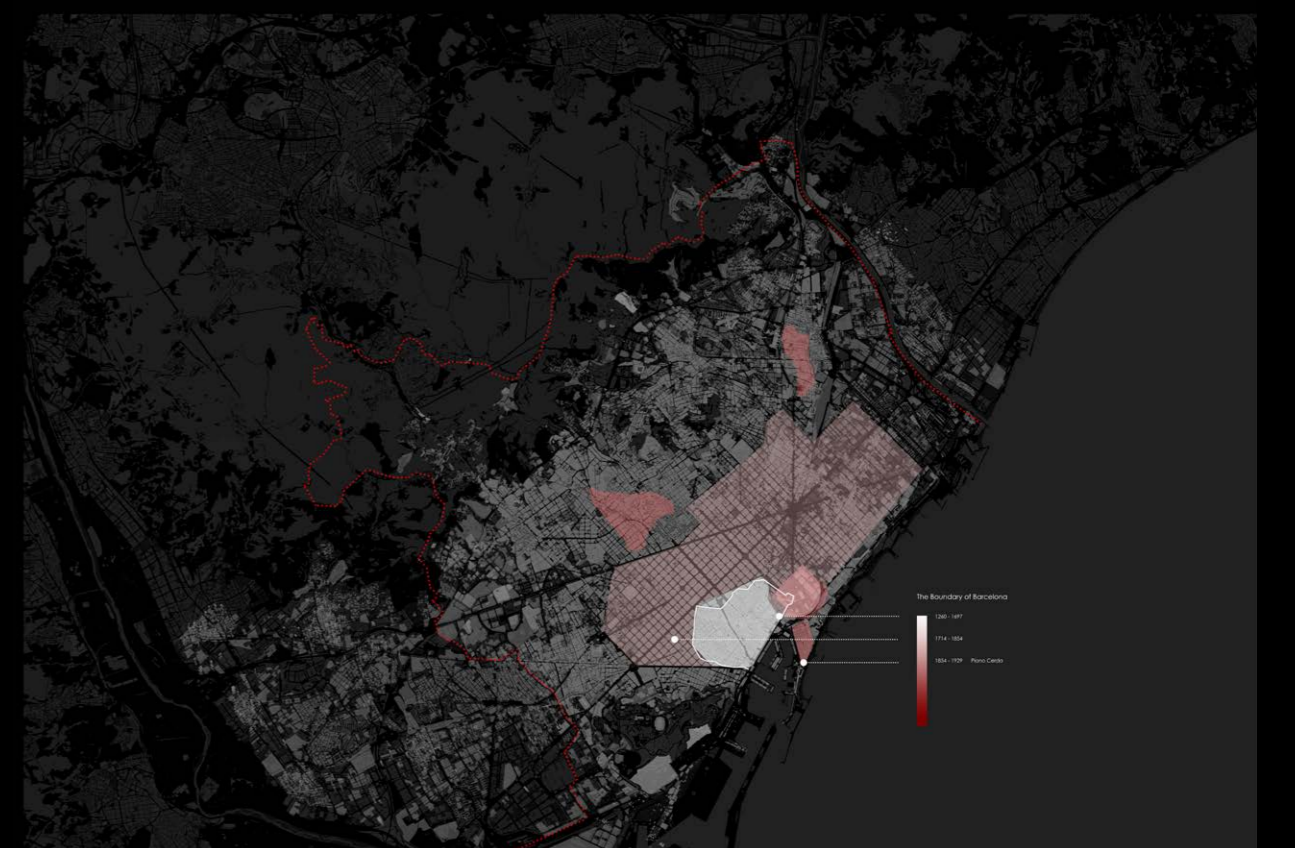 The Boundary of Barcelona
1260 - 1697
1714 - 1854
1854 - 1929 Plano Cerda